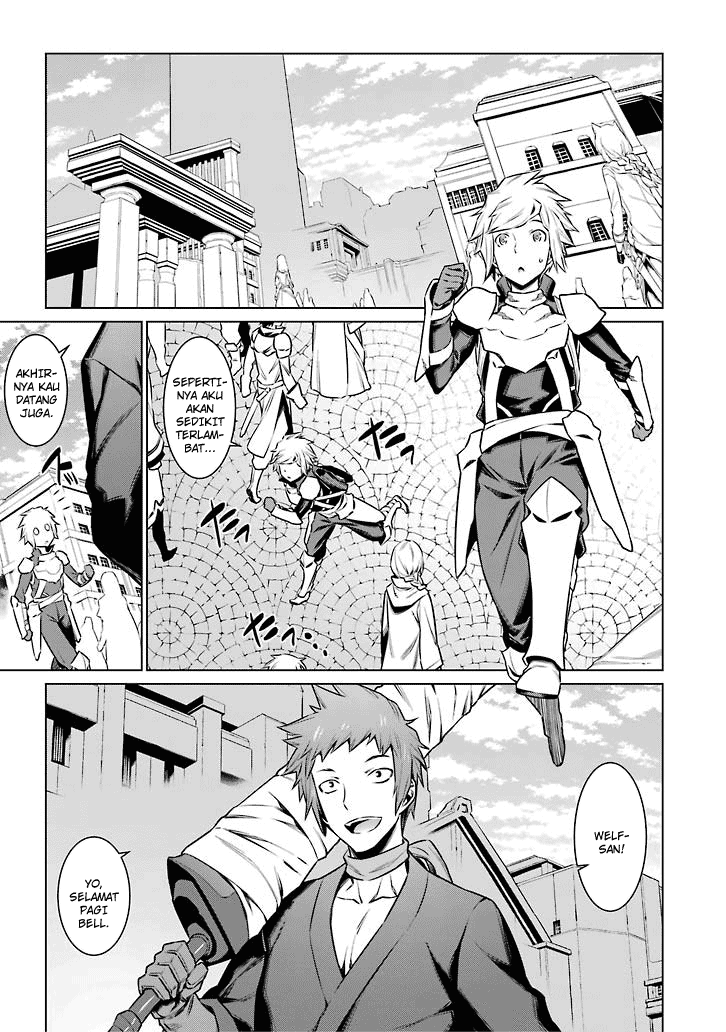 SEPERTI-
NYA AKU
AKAN
SEDIKIT
TERLAM-
BAT...
AKHIR-
NYA KAU
DATANG
JUGA.
WELF-
SAN!
YO,
SELAMAT
PAGI
BELL.